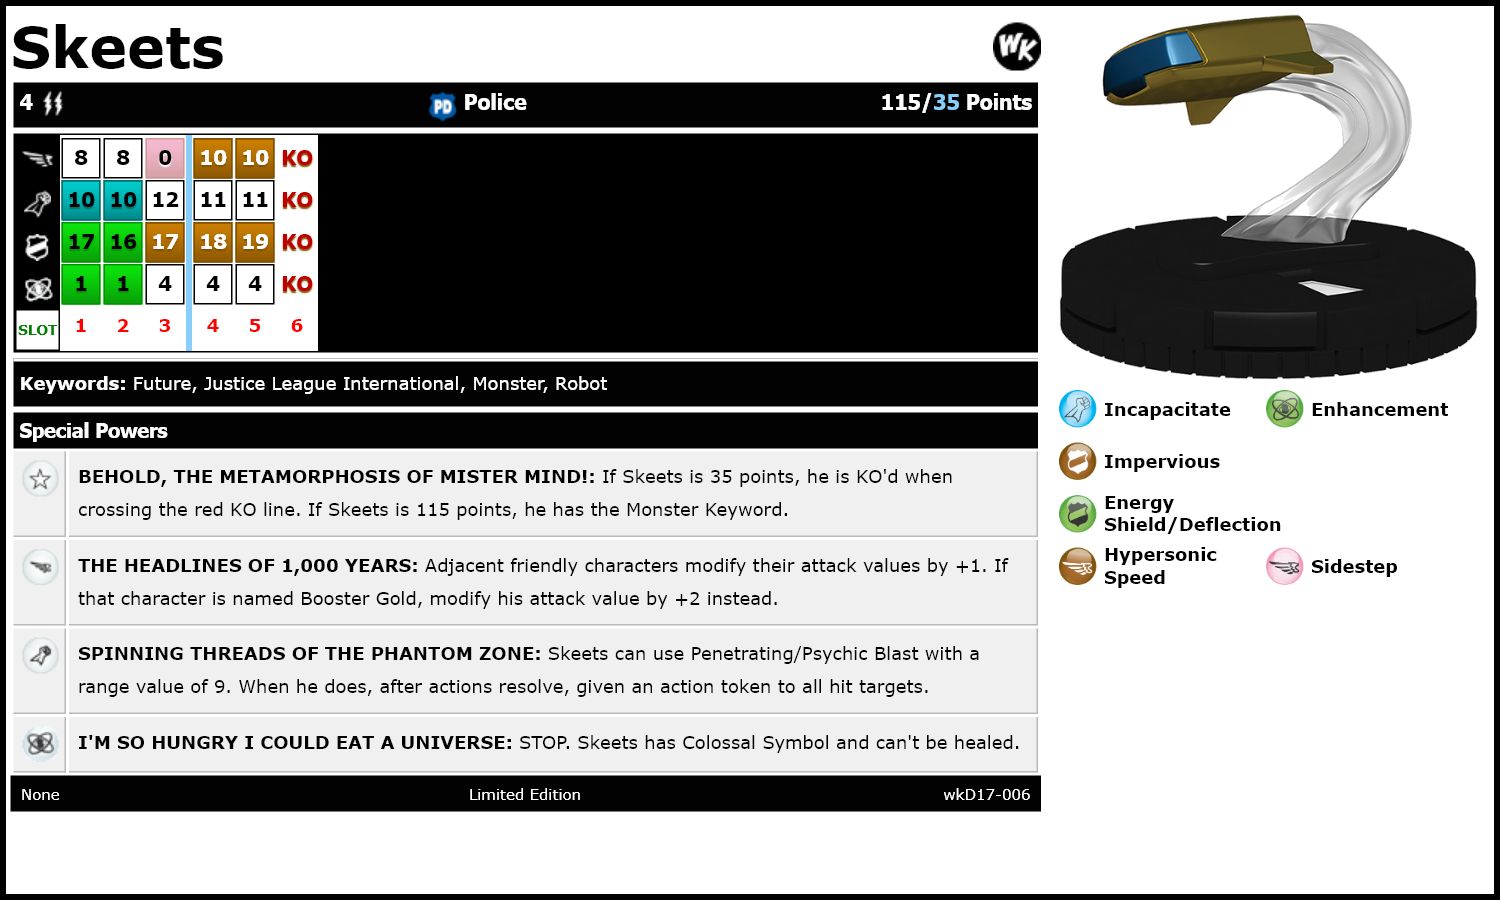 Skeets
WK
4
PD Police
115/35 Points
8 8 0 10 10 KO
10 10 12 11 11 KO
17 16 17 18 19 KO
1 1 4 4 4 KO
SLOT 1 2 3 4 5 6
Keywords: Future, Justice League International, Monster, Robot
Special Powers
BEHOLD, THE METAMORPHOSIS OF MISTER MIND!: If Skeets is 35 points, he is KO'd when
crossing the red KO line. If Skeets is 115 points, he has the Monster Keyword.
THE HEADLINES OF 1,000 YEARS: Adjacent friendly characters modify their attack values by +1. If
that character is named Booster Gold, modify his attack value by +2 instead.
SPINNING THREADS OF THE PHANTOM ZONE: Skeets can use Penetrating/Psychic Blast with a
range value of 9. When he does, after actions resolve, given an action token to all hit targets.
I'M SO HUNGRY I COULD EAT A UNIVERSE: STOP. Skeets has Colossal Symbol and can't be healed.
None
Limited Edition
wkD17-006
Incapacitate
Enhancement
Impervious
Energy
Shield/Deflection
Hypersonic
Speed
Sidestep